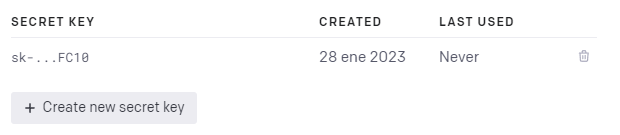 SECRET KEY CREATED LAST USED
sk-...FC10 28 ene 2023 Never
+ Create new secret key